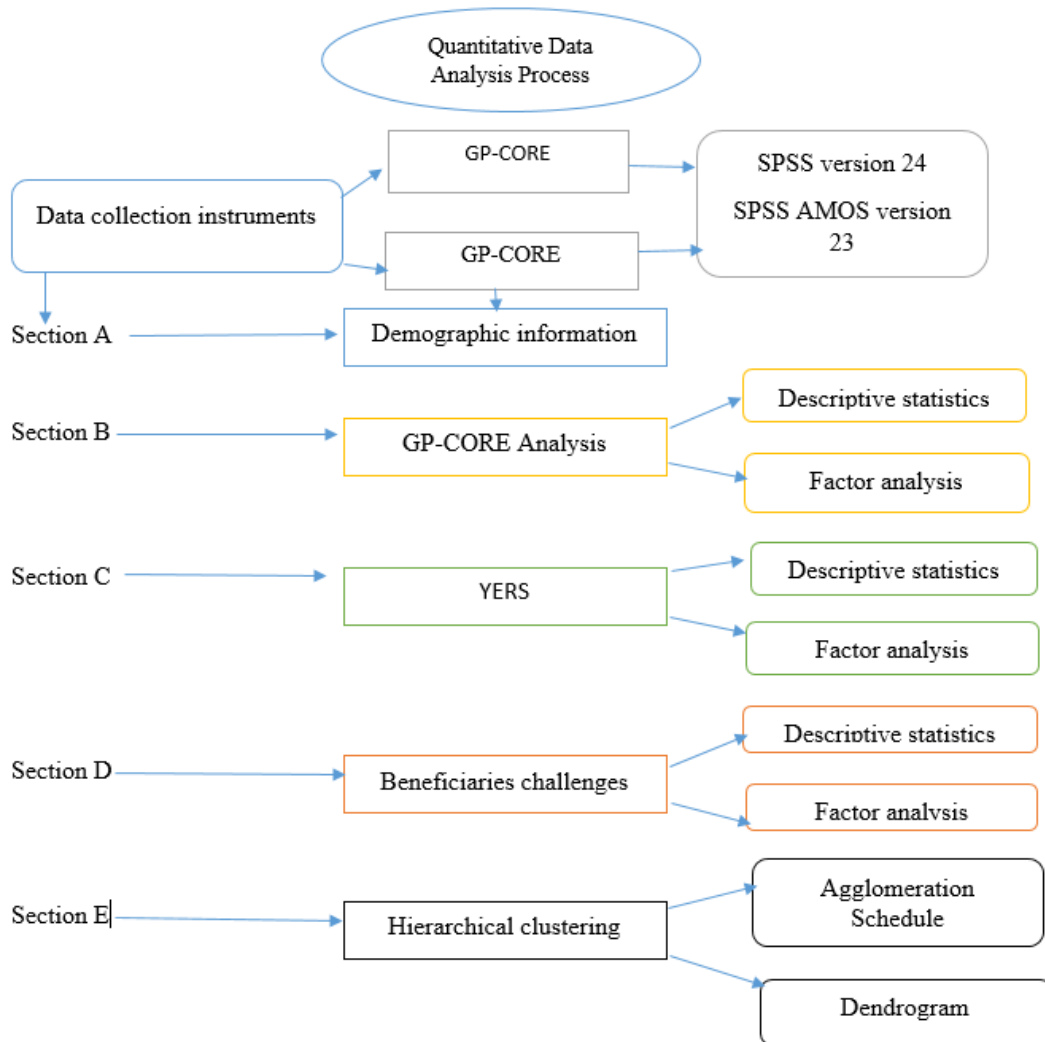 Quantitative Data
Analysis Process
GP-CORE
SPSS version 24
SPSS AMOS version
23
Data collection instruments
GP-CORE
Section A
Demographic information
Section B
GP-CORE Analysis
Descriptive statistics
Factor analysis
Section C
YERS
Descriptive statistics
Factor analysis
Section D
Beneficiaries challenges
Descriptive statistics
Factor analysis
Section E
Hierarchical clustering
Agglomeration
Schedule
Dendrogram